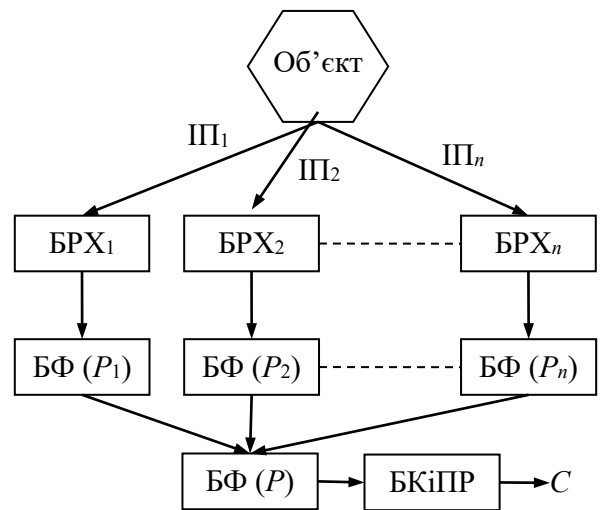 Об’єкт
ІП1
ІП2
ІПn
БРХ1
БРХ2
БРХn
БФ (P1)
БФ (P2)
БФ (Pn)
БФ (P)
БКіПР
C